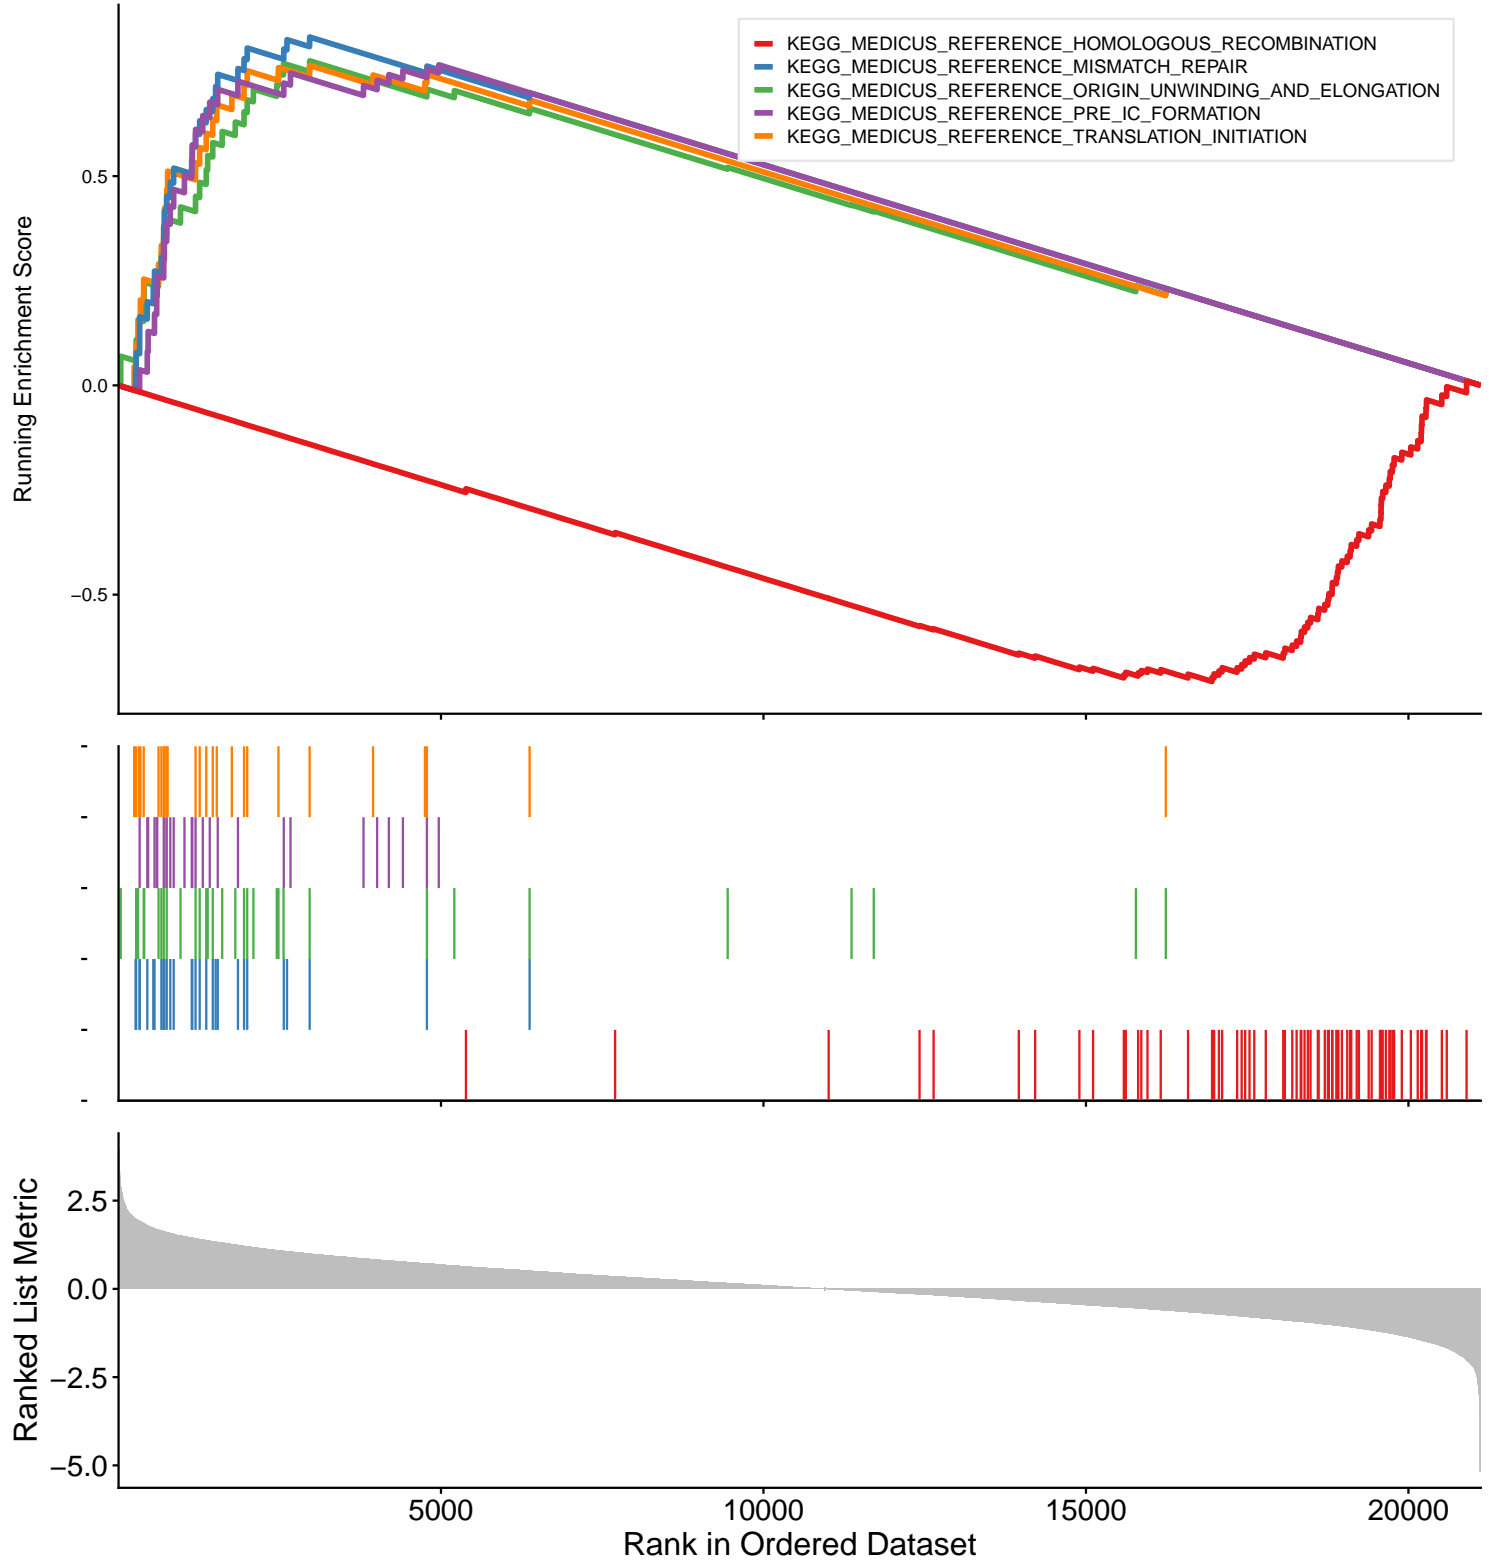 KEGG_MEDICUS_REFERENCE_HOMOLOGOUS_RECOMBINATION
KEGG_MEDICUS_REFERENCE_MISMATCH_REPAIR
KEGG_MEDICUS_REFERENCE_ORIGIN_UNWINDING_AND_ELONGATION
KEGG_MEDICUS_REFERENCE_PRE_IC_FORMATION
KEGG_MEDICUS_REFERENCE_TRANSLATION_INITIATION
Running Enrichment Score
0.5
0.0
−0.5
Ranked List Metric
2.5
0.0
−2.5
−5.0
5000 10000 15000 20000
Rank in Ordered Dataset